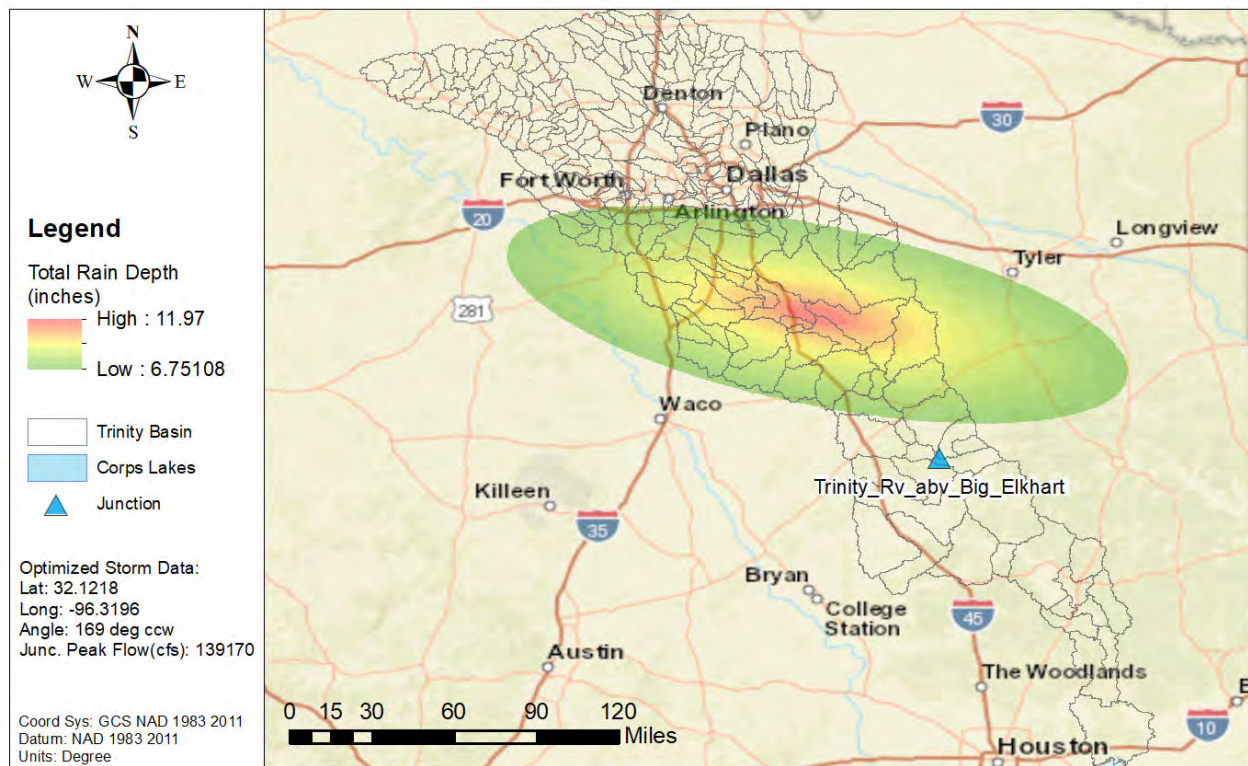 N
W E
S
Legend
Total Rain Depth
(inches)
High : 11.97
Low : 6.75108
Trinity Basin
Corps Lakes
Junction
Optimized Storm Data:
Lat: 32.1218
Long: -96.3196
Angle: 169 deg ccw
Junc. Peak Flow(cfs): 139170
Coord Sys: GCS NAD 1983 2011
Datum: NAD 1983 2011
Units: Degree
Denton
30
Plano
Dallas
Fort Worth
Arlington
20
Longview
Tyler
281
Waco
Trinity_Rv_abv_Big_Elkhart
Killeen
35
Bryan
College
Station
45
Austin
The Woodlands
B
10
Houston
0 15 30 60 90 120
Miles